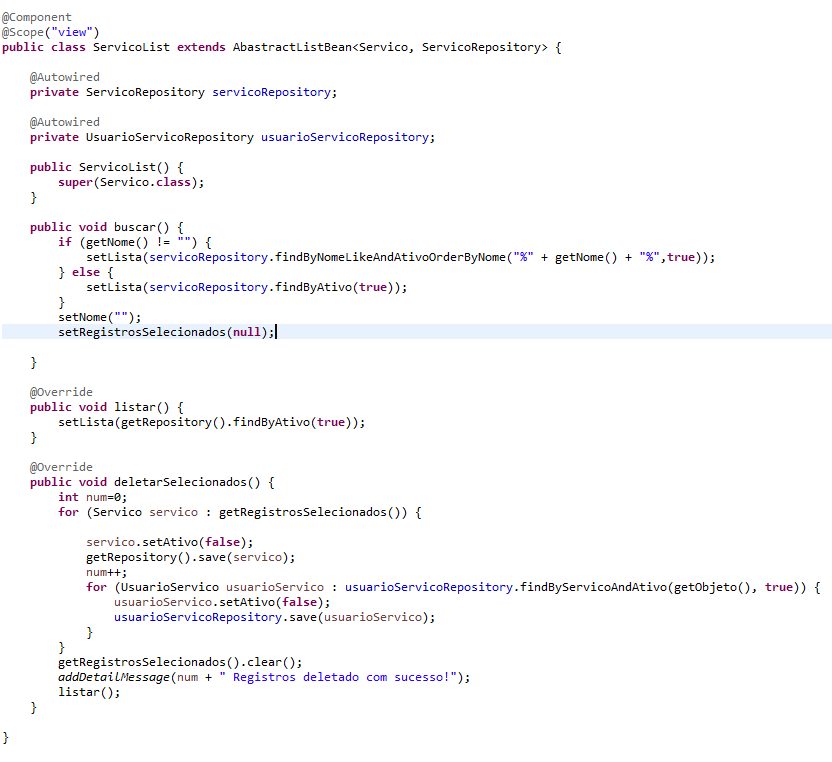 @Component
@Scope("view")
public class ServicoList extends AbastractListBean<Servico, ServicoRepository> {
@Autowired
private ServicoRepository servicoRepository;
@Autowired
private UsuarioServicoRepository usuarioServicoRepository;
public ServicoList() {
super(Servico.class);
}
public void buscar() {
if (getNome() != "") {
setLista(servicoRepository.findByNomeLikeAndAtivoOrderByNome("%" + getNome() + "%",true));
} else {
setLista(servicoRepository.findByAtivo(true));
}
setNome("");
setRegistrosSelecionados(null);
}
@Override
public void listar() {
setLista(getRepository().findByAtivo(true));
}
@Override
public void deletarSelecionados() {
int num=0;
for (Servico servico : getRegistrosSelecionados()) {
servico.setAtivo(false);
getRepository().save(servico);
num++;
for (UsuarioServico usuarioServico : usuarioServicoRepository.findByServicoAndAtivo(getObjeto(), true)) {
usuarioServico.setAtivo(false);
usuarioServicoRepository.save(usuarioServico);
}
}
getRegistrosSelecionados().clear();
addDetailMessage(num + " Registros deletado com sucesso!");
listar();
}
}